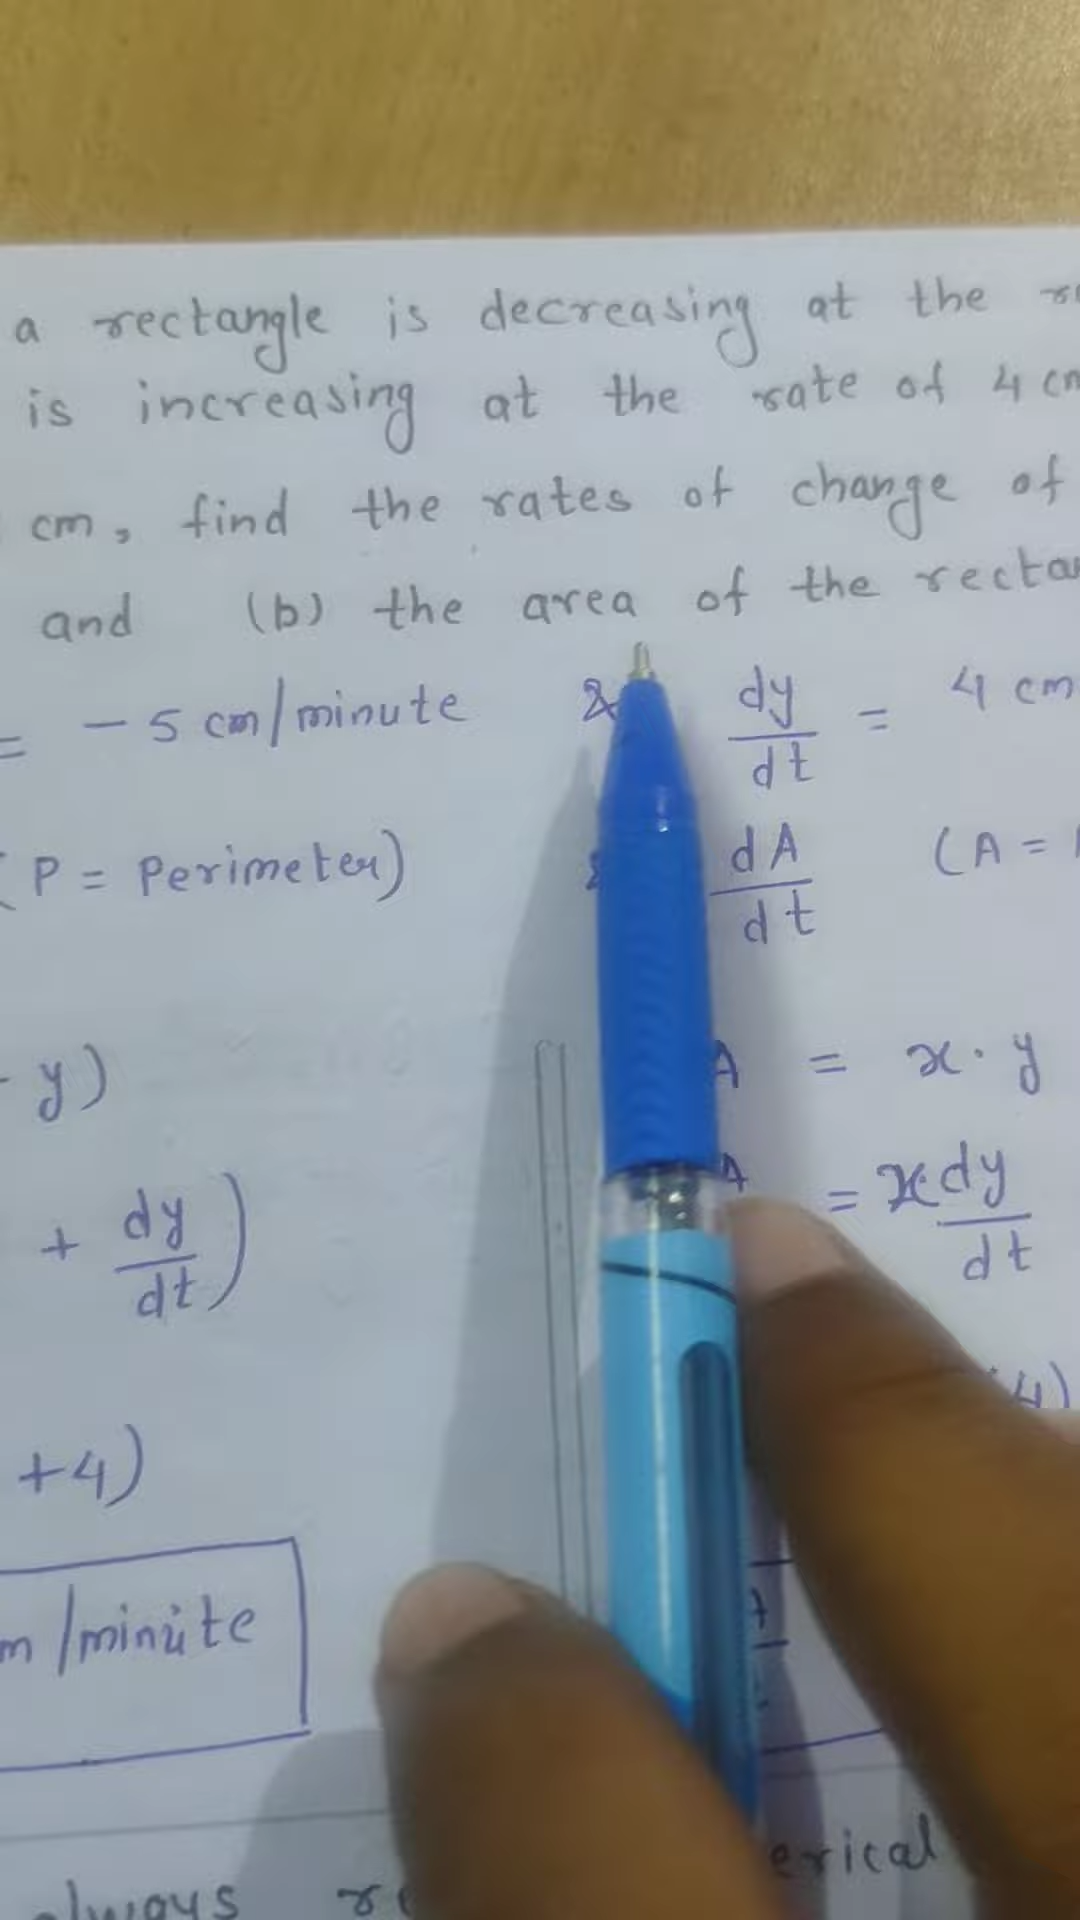 a rectangle is decreasing at the
is increasing at the rate of 4 cm
cm, find the rates of change of
and (b) the area of the
= - 5 cm/minute & dy/dt = 4 cm
(P = Perimeter) dA/dt (A =
y) A = x · y
+ dy/dt) = x dy/dt
4)
+4)
/minute
always